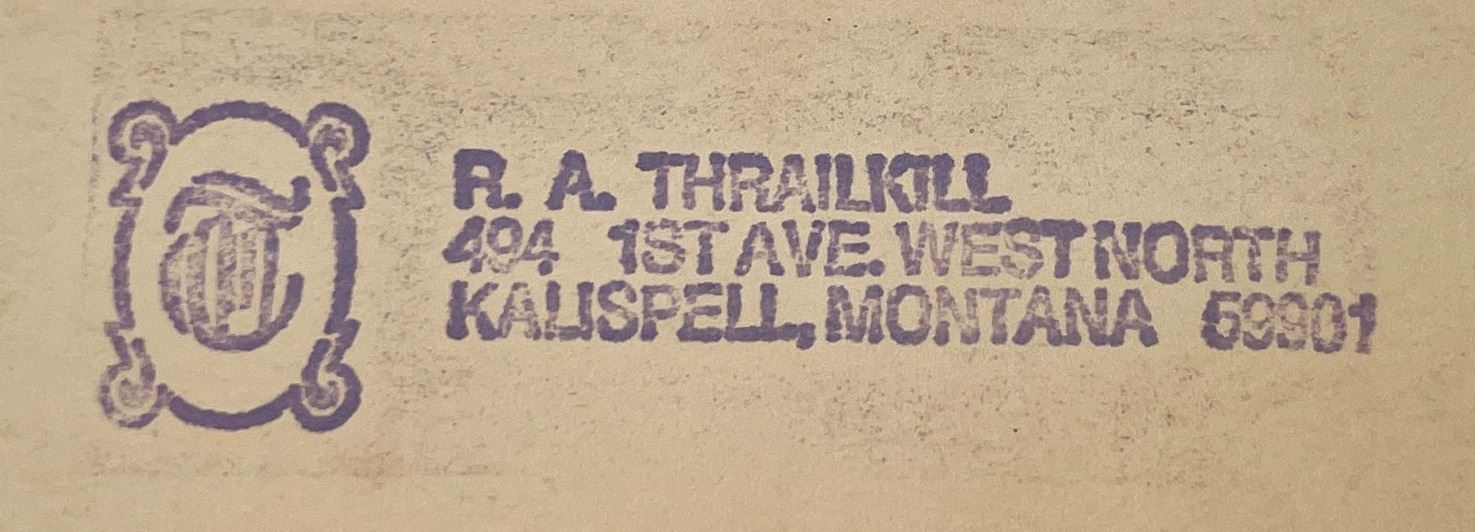 T
R. A. THRAILKILL
494 1ST AVE. WEST NORTH
KALISPELL, MONTANA 59901